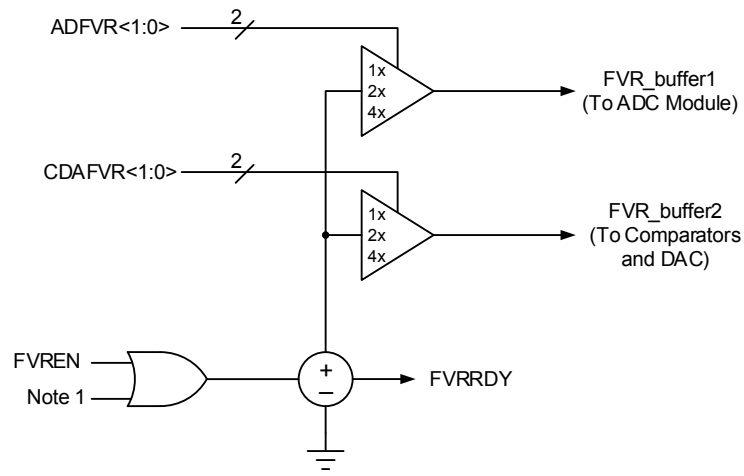 ADFVR<1:0>
2
1x
2x
4x
FVR_buffer1
(To ADC Module)
CDAFVR<1:0>
2
1x
2x
4x
FVR_buffer2
(To Comparators
and DAC)
FVREN
Note 1
+
−
FVRRDY